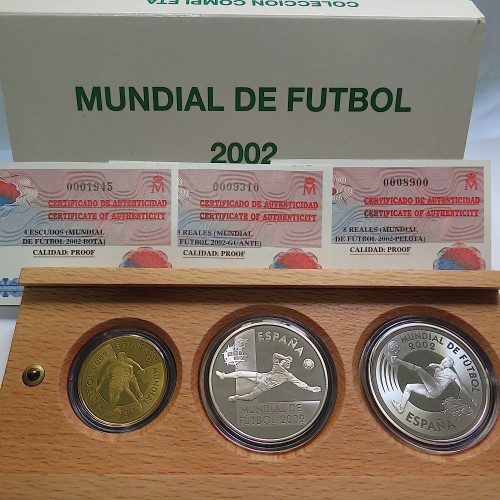 COLECCION COMPLETA
MUNDIAL DE FUTBOL
2002
0001945
CERTIFICADO DE AUTENTICIDAD
CERTIFICATE OF AUTHENTICITY
4 ESCUDOS (MUNDIAL
DE FUTBOL 2002-BOTA)
CALIDAD: PROOF
0009310
CERTIFICADO DE AUTENTICIDAD
CERTIFICATE OF AUTHENTICITY
8 REALES (MUNDIAL
FUTBOL 2002-GUANTE)
CALIDAD: PROOF
0008900
CERTIFICADO DE AUTENTICIDAD
CERTIFICATE OF AUTHENTICITY
8 REALES (MUNDIAL
DE FUTBOL 2002-PELOTA)
CALIDAD: PROOF
ESPAÑA
MUNDIAL DE
FUTBOL 2002
MUNDIAL DE FUTBOL
2002
ESPAÑA